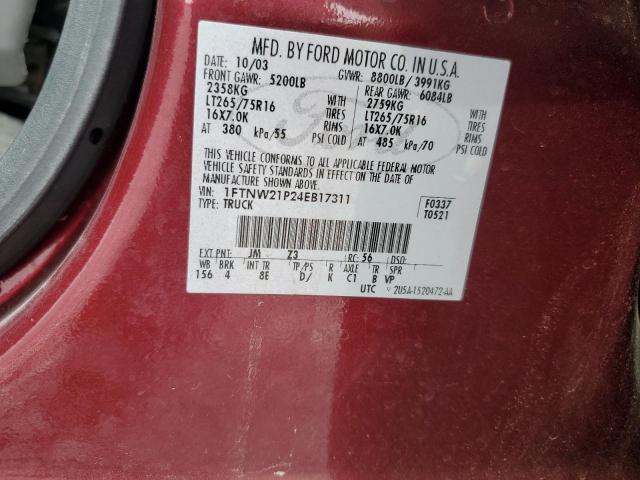 MFD. BY FORD MOTOR CO. IN U.S.A.
DATE: 10/03 GVWR: 8800LB/3991KG
FRONT GAWR: 5200LB REAR GAWR: 6084LB
2358KG WITH 2759KG WITH
LT265/75R16 TIRES LT265/75R16 TIRES
16X7.0K RIMS 16X7.0K RIMS
AT 380 kPa/55 PSI COLD AT 485 kPa/70 PSI COLD
THIS VEHICLE CONFORMS TO ALL APPLICABLE FEDERAL MOTOR
VEHICLE SAFETY STANDARDS IN EFFECT ON THE DATE OF
MANUFACTURE SHOWN ABOVE.
VIN: 1FTNW21P24EB17311 F0337
TYPE: TRUCK T0521
EXT PNT: JM Z3 RC: 56 DSO:
WB BRK INT TR TP/PS R AXLE TR SPR
156 4 8E D/ K C1 B VP
UTC 2U5A-1520472-AA
Ford